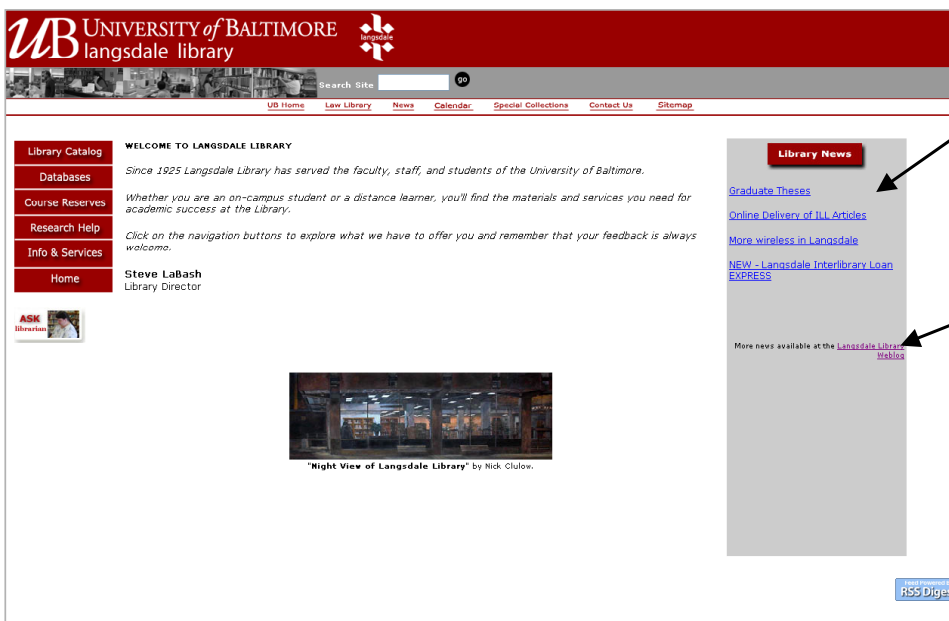 UB UNIVERSITY of BALTIMORE
langsdale library
langsdale
Search Site
go
UB Home Law Library News Calendar Special Collections Contact Us Sitemap
Library Catalog
Databases
Course Reserves
Research Help
Info & Services
Home
ASK
librarian
WELCOME TO LANGSDALE LIBRARY
Since 1925 Langsdale Library has served the faculty, staff, and students of the University of Baltimore.
Whether you are an on-campus student or a distance learner, you'll find the materials and services you need for
academic success at the Library.
Click on the navigation buttons to explore what we have to offer you and remember that your feedback is always
welcome.
Steve LaBash
Library Director
"Night View of Langsdale Library" by Nick Clulow.
Library News
Graduate Theses
Online Delivery of ILL Articles
More wireless in Langsdale
NEW - Langsdale Interlibrary Loan
EXPRESS
More news available at the Langsdale Library
Weblog
Feed Powered
RSS Diges